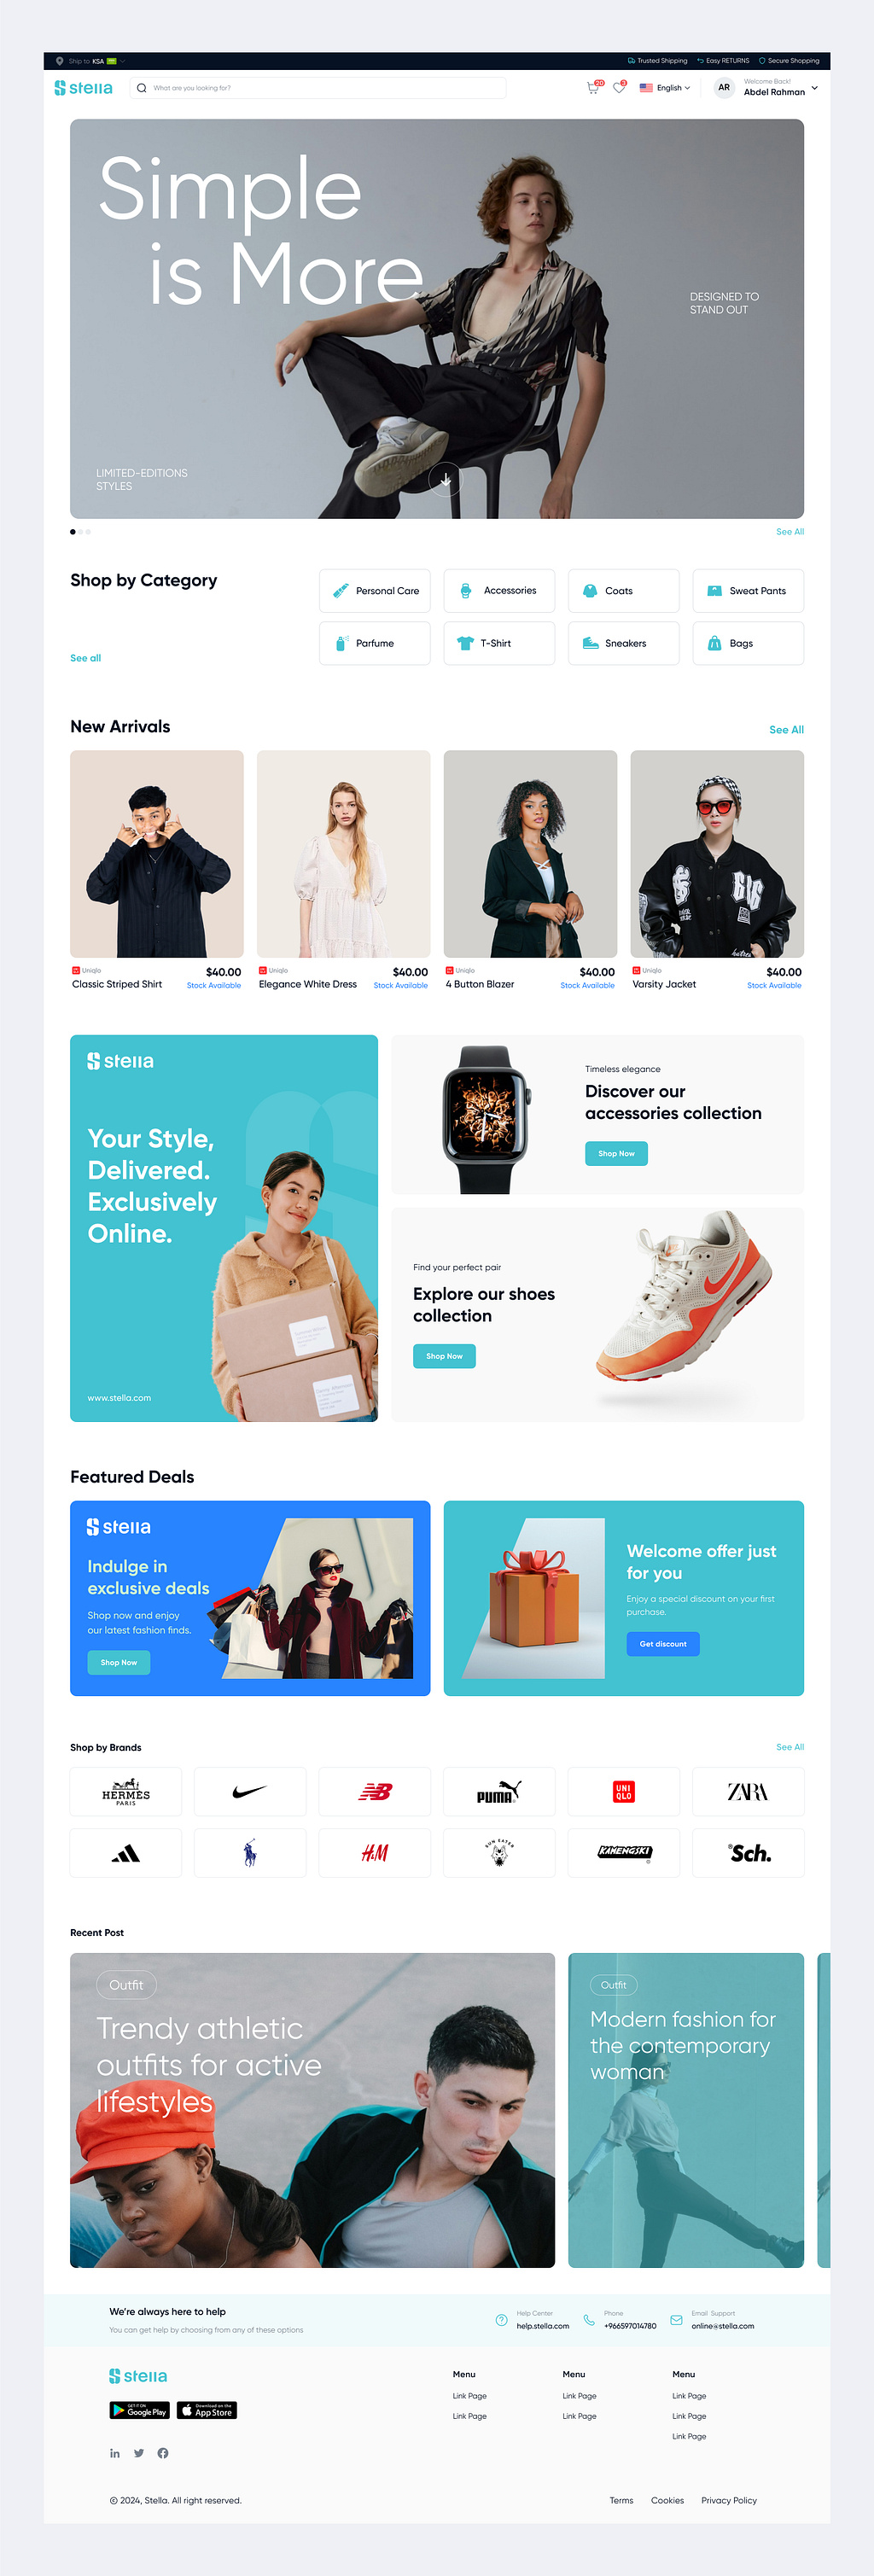 Ship to KSA
Trusted Shipping
Easy RETURNS
Secure Shopping
stella
What are you looking for?
20
3
English
AR
Welcome Back!
Abdel Rahman
Simple
is More
DESIGNED TO
STAND OUT
LIMITED-EDITIONS
STYLES
See All
Shop by Category
See all
Personal Care
Accessories
Coats
Sweat Pants
Parfume
T-Shirt
Sneakers
Bags
New Arrivals
See All
Uniqlo
$40.00
Classic Striped Shirt
Stock Available
Uniqlo
$40.00
Elegance White Dress
Stock Available
Uniqlo
$40.00
4 Button Blazer
Stock Available
Uniqlo
$40.00
Varsity Jacket
Stock Available
stella
Your Style,
Delivered.
Exclusively
Online.
www.stella.com
Timeless elegance
Discover our
accessories collection
Shop Now
Find your perfect pair
Explore our shoes
collection
Shop Now
Featured Deals
stella
Indulge in
exclusive deals
Shop now and enjoy
our latest fashion finds.
Shop Now
Welcome offer just
for you
Enjoy a special discount on your first
purchase.
Get discount
Shop by Brands
See All
HERMÈS
PARIS
NB
PUMA
UNI
QLO
ZARA
H&M
SUN EATER
KAMENGSKI
®Sch.
Recent Post
Outfit
Trendy athletic
outfits for active
lifestyles
Outfit
Modern fashion for
the contemporary
woman
We're always here to help
You can get help by choosing from any of these options
Help Center
help.stella.com
Phone
+966597014780
Email Support
online@stella.com
stella
GET IT ON
Google Play
Download on the
App Store
Menu
Link Page
Link Page
Menu
Link Page
Link Page
Menu
Link Page
Link Page
Link Page
© 2024, Stella. All right reserved.
Terms
Cookies
Privacy Policy